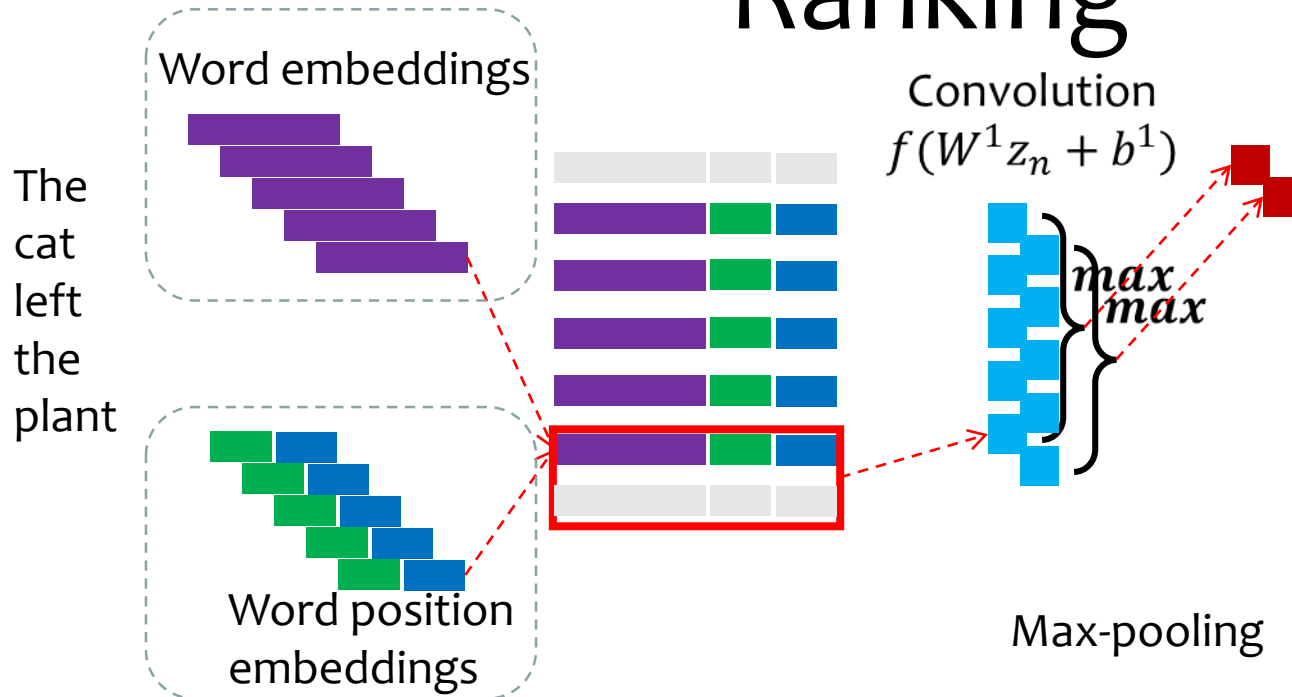 Ranking
Word embeddings
Convolution
f(W¹zₙ + b¹)
The
cat
left
the
plant
max
max
Word position
embeddings
Max-pooling